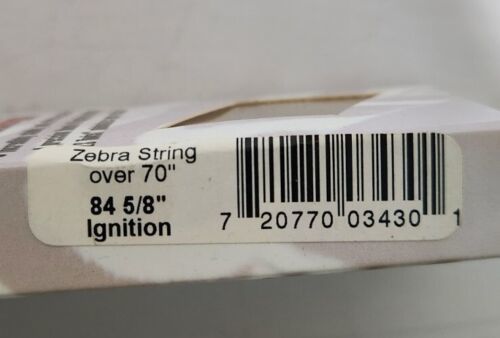 Zebra String
over 70"
84 5/8"
Ignition
7 20770 03430 1